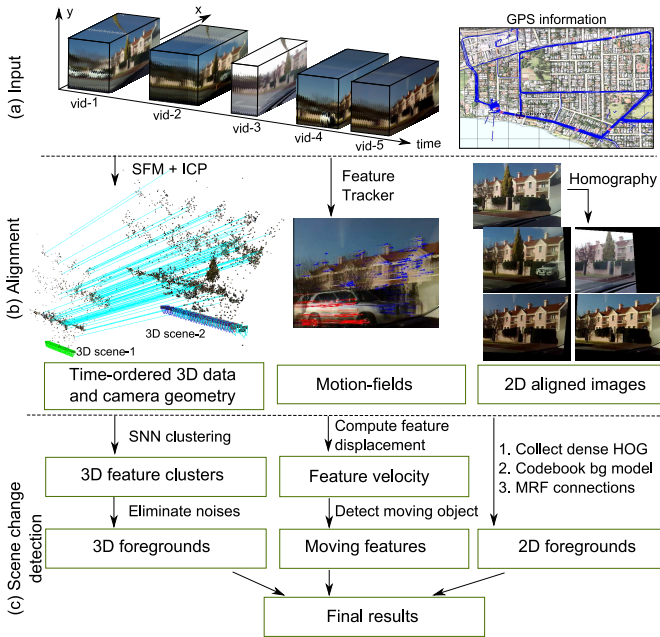 (a) Input
y
x
GPS information
vid-1
vid-2
vid-3
vid-4
vid-5
time
(b) Alignment
SFM + ICP
Feature
Tracker
Homography
3D scene-2
3D scene-1
Time-ordered 3D data
and camera geometry
Motion-fields
2D aligned images
(c) Scene change
detection
SNN clustering
Compute feature
displacement
1. Collect dense HOG
2. Codebook bg model
3. MRF connections
3D feature clusters
Feature velocity
Eliminate noises
Detect moving object
3D foregrounds
Moving features
2D foregrounds
Final results